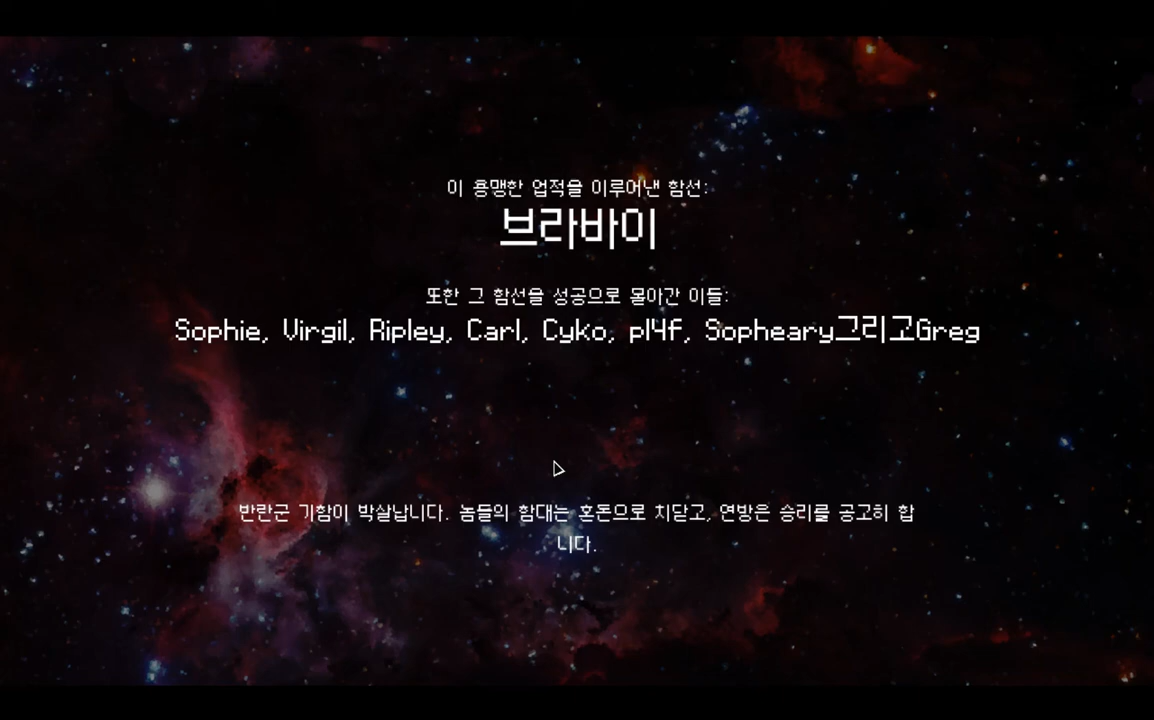 이 용맹한 업적을 이루어낸 함선:
브라바이
또한 그 함선을 성공으로 몰아간 이들:
Sophie, Virgil, Ripley, Carl, Cyko, pl4f, Sopheary그리고Greg
반란군 기함이 박살납니다. 놈들의 함대는 혼돈으로 치닫고, 연방은 승리를 공고히 합
니다.